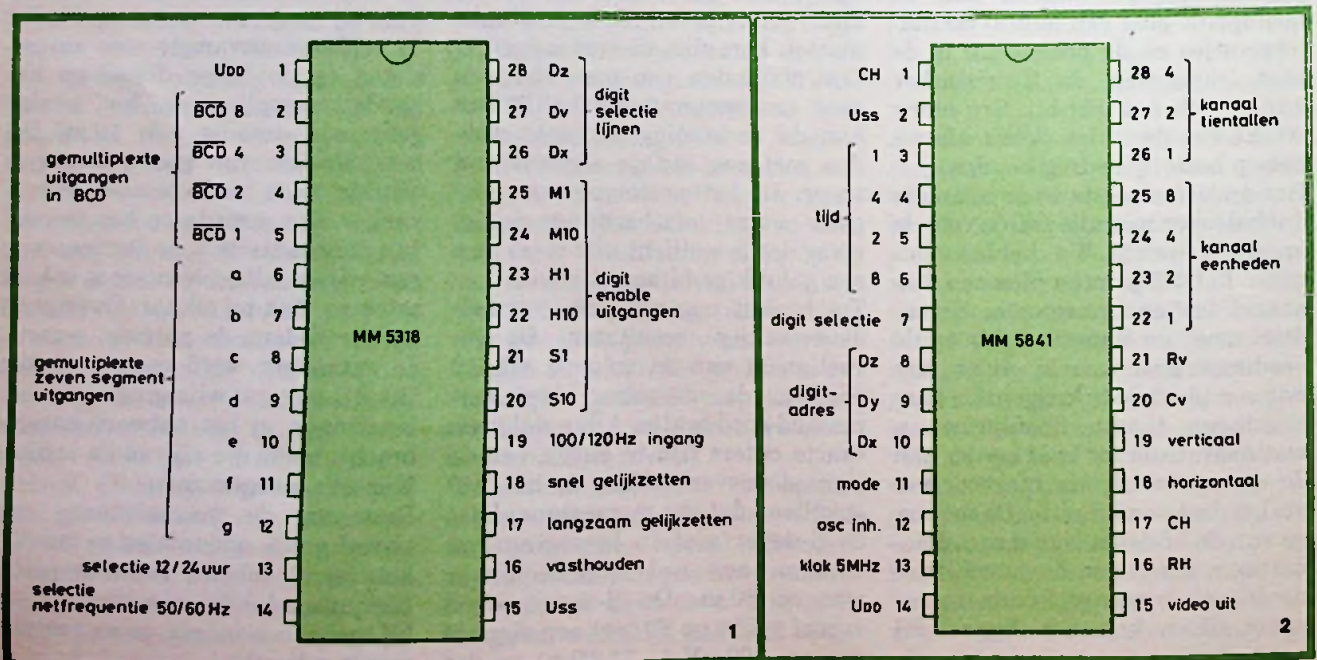 UDD 1
BCD 8 2
BCD 4 3
gemultiplexte
uitgangen
in BCD
BCD 2 4
BCD 1 5
a 6
b 7
gemultiplexte
zeven segment-
uitgangen
c 8
d 9
e 10
f 11
g 12
selectie 12/24 uur 13
selectie
netfrequentie 50/60 Hz 14
MM 5318
28 Dz
27 Dv
26 Dx
digit
selectie
lijnen
25 M1
24 M10
23 H1
22 H10
21 S1
20 S10
digit
enable
uitgangen
19 100/120 Hz ingang
18 snel gelijkzetten
17 langzaam gelijkzetten
16 vasthouden
15 USS
1
CH 1
USS 2
tijd
1 3
4 4
2 5
8 6
digit selectie 7
digit-
adres
Dz 8
Dy 9
Dx 10
mode 11
osc inh. 12
klok 5MHz 13
UDD 14
MM 5841
28 4
27 2
26 1
kanaal
tientallen
25 8
24 4
23 2
22 1
kanaal
eenheden
21 Rv
20 Cv
19 verticaal
18 horizontaal
17 CH
16 RH
15 video uit
2